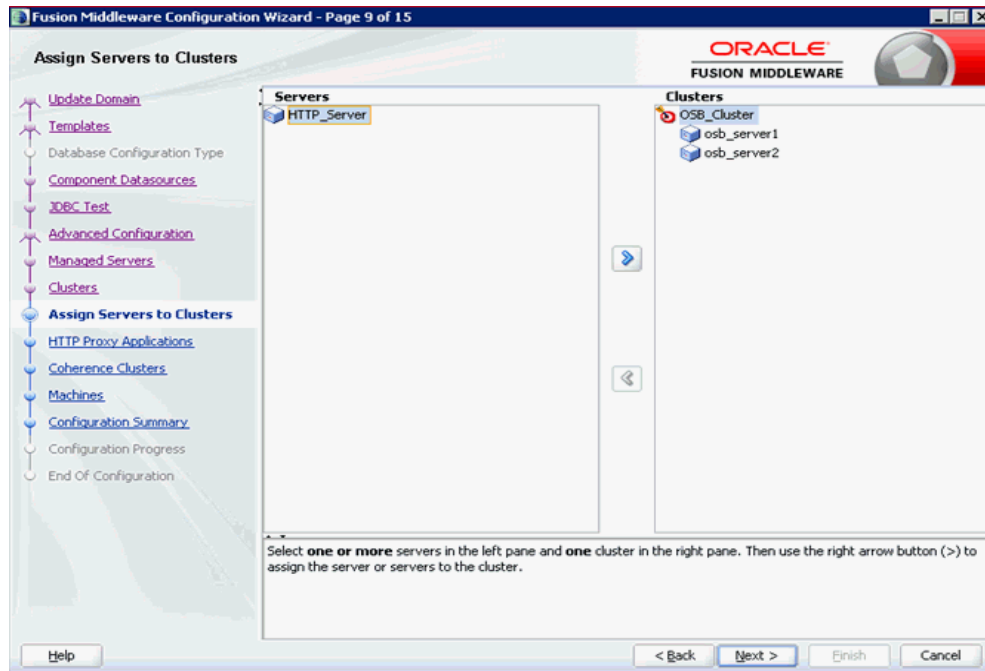 Fusion Middleware Configuration Wizard - Page 9 of 15
Assign Servers to Clusters
ORACLE
FUSION MIDDLEWARE
Update Domain
Templates
Database Configuration Type
Component Datasources
JDBC Test
Advanced Configuration
Managed Servers
Clusters
Assign Servers to Clusters
HTTP Proxy Applications
Coherence Clusters
Machines
Configuration Summary
Configuration Progress
End Of Configuration
Servers
HTTP_Server
Clusters
OSB_Cluster
osb_server1
osb_server2
Select one or more servers in the left pane and one cluster in the right pane. Then use the right arrow button (>) to
assign the server or servers to the cluster.
Help
< Back
Next >
Finish
Cancel